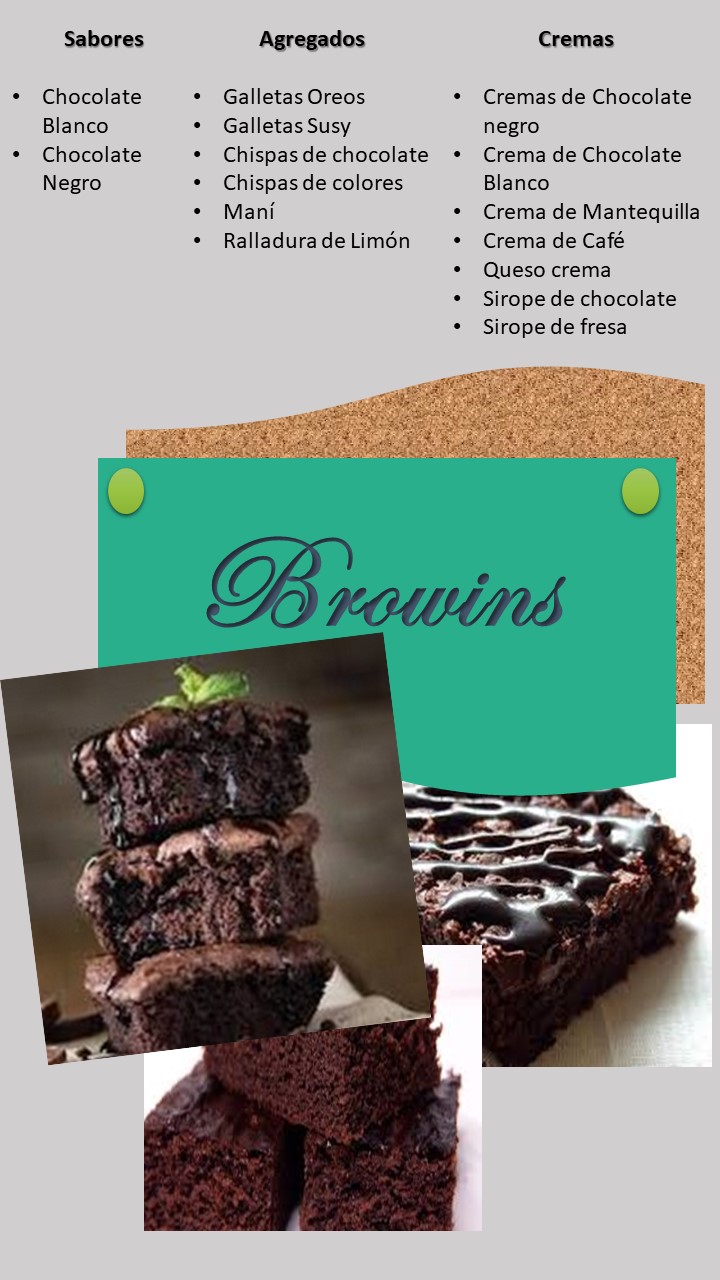 Sabores
Chocolate
Blanco
Chocolate
Negro
Agregados
Galletas Oreos
Galletas Susy
Chispas de chocolate
Chispas de colores
Maní
Ralladura de Limón
Cremas
Cremas de Chocolate
negro
Crema de Chocolate
Blanco
Crema de Mantequilla
Crema de Café
Queso crema
Sirope de chocolate
Sirope de fresa
Browins